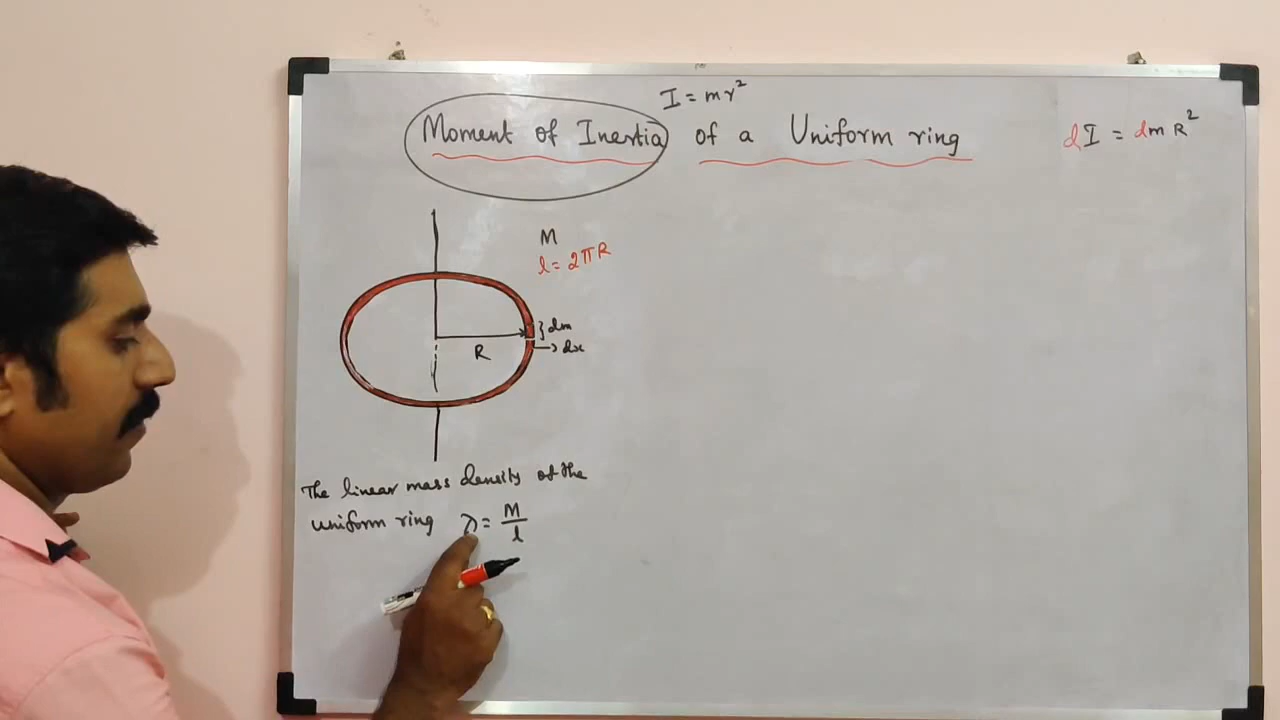 I = mr²
Moment of Inertia of a Uniform ring
dI = dm R²
M
l = 2πR
dm
dx
R
The linear mass density of the
uniform ring λ = M/l